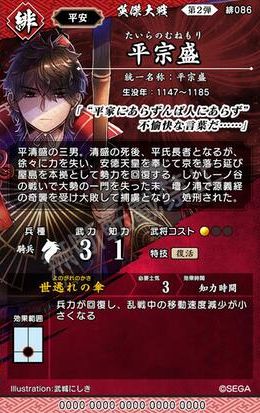 緋 平安 英傑大戦 第2弾 緋086
たいらのむねもり
平宗盛
統一名称：平宗盛
生没年：1147～1185
「“平家にあらずんば人にあらず”
不愉快な言葉だ……」
平清盛の三男。清盛の死後、平氏長者となるが、
徐々に力を失い、安徳天皇を奉じて京を落ち延び
屋島を本拠として勢力を回復する。しかし一ノ谷
の戦いで大勢の一門を失った末、壇ノ浦で源義経
の奇襲を受け大敗して捕虜となり、処刑された。
兵種 武力 知力 武将コスト
騎兵 3 1 特技 復活
よのがれのかさ 必要士気 効果時間
世逃れの傘 3 知力時間
効果範囲
兵力が回復し、乱戦中の移動速度減少が小
さくなる
Illustration:武城にしき ©SEGA
0000-0000-0000-0000-0000